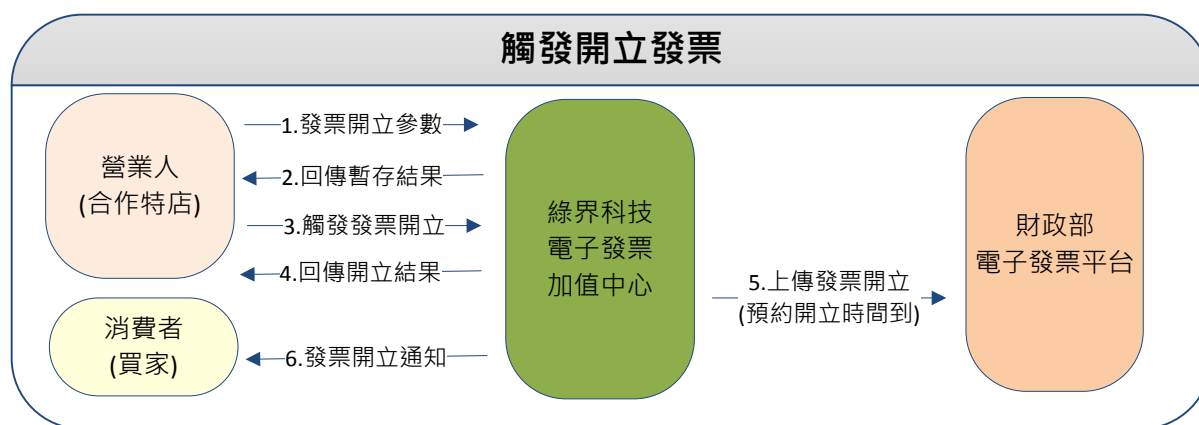 觸發開立發票
營業人
(合作特店)
1.發票開立參數
2.回傳暫存結果
3.觸發發票開立
4.回傳開立結果
綠界科技
電子發票
加值中心
5.上傳發票開立
(預約開立時間到)
財政部
電子發票平台
消費者
(買家)
6.發票開立通知